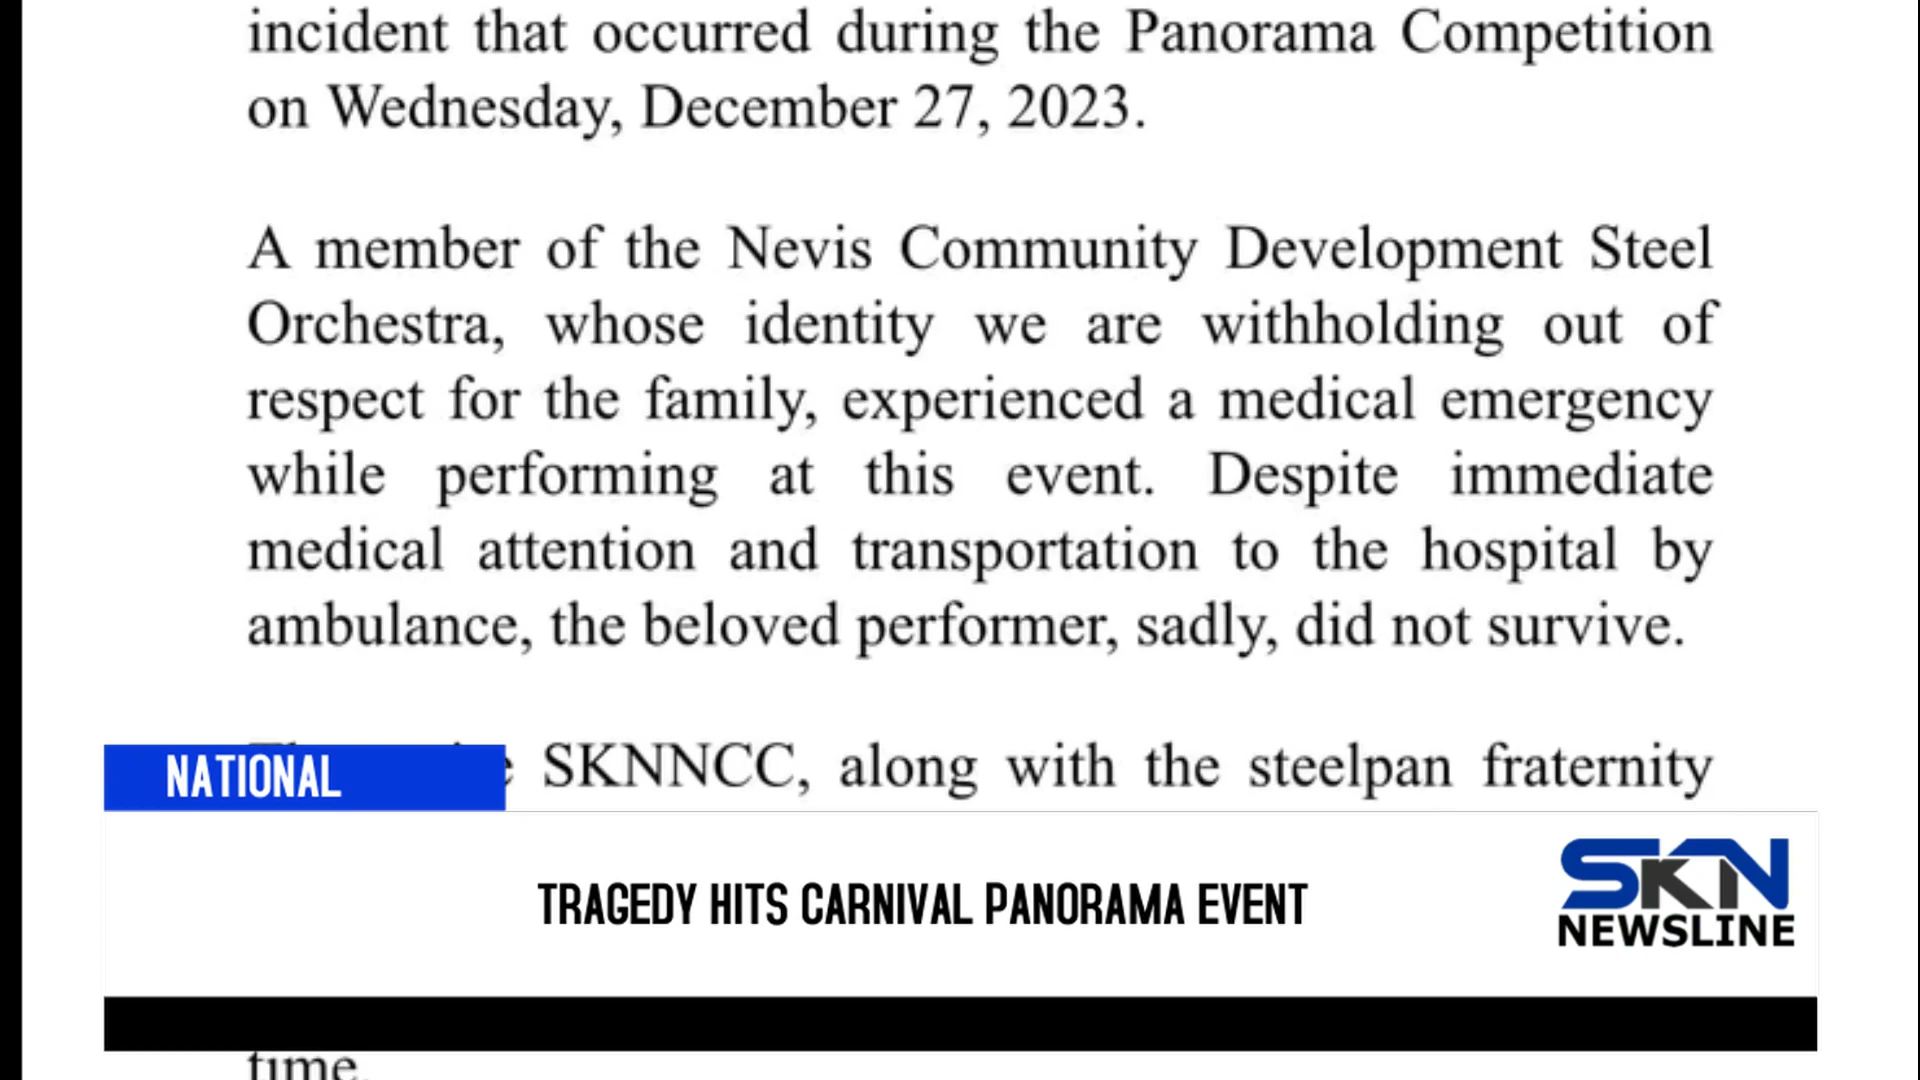 incident that occurred during the Panorama Competition
on Wednesday, December 27, 2023.
A member of the Nevis Community Development Steel
Orchestra, whose identity we are withholding out of
respect for the family, experienced a medical emergency
while performing at this event. Despite immediate
medical attention and transportation to the hospital by
ambulance, the beloved performer, sadly, did not survive.
SKNNCC, along with the steelpan fraternity
NATIONAL
TRAGEDY HITS CARNIVAL PANORAMA EVENT
SKN
NEWSLINE
time.